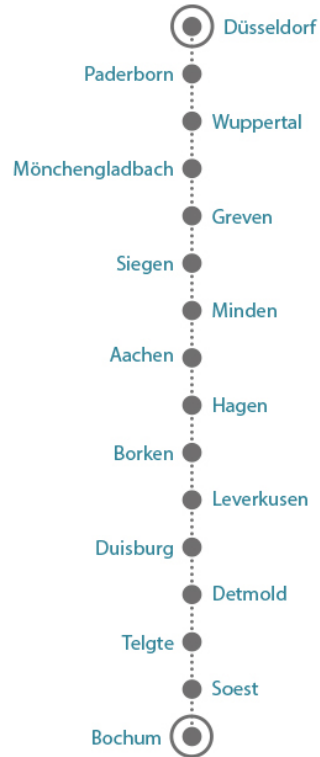 Düsseldorf
Paderborn
Wuppertal
Mönchengladbach
Greven
Siegen
Minden
Aachen
Hagen
Borken
Leverkusen
Duisburg
Detmold
Telgte
Soest
Bochum